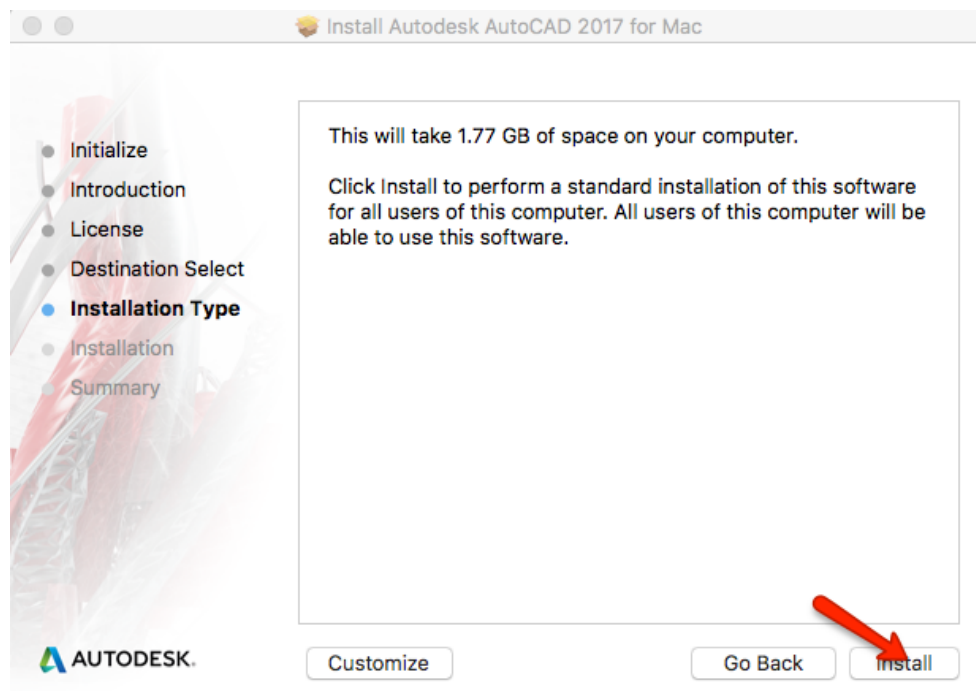 Install Autodesk AutoCAD 2017 for Mac
Initialize
Introduction
License
Destination Select
Installation Type
Installation
Summary
This will take 1.77 GB of space on your computer.
Click Install to perform a standard installation of this software
for all users of this computer. All users of this computer will be
able to use this software.
AUTODESK.
Customize
Go Back
Install